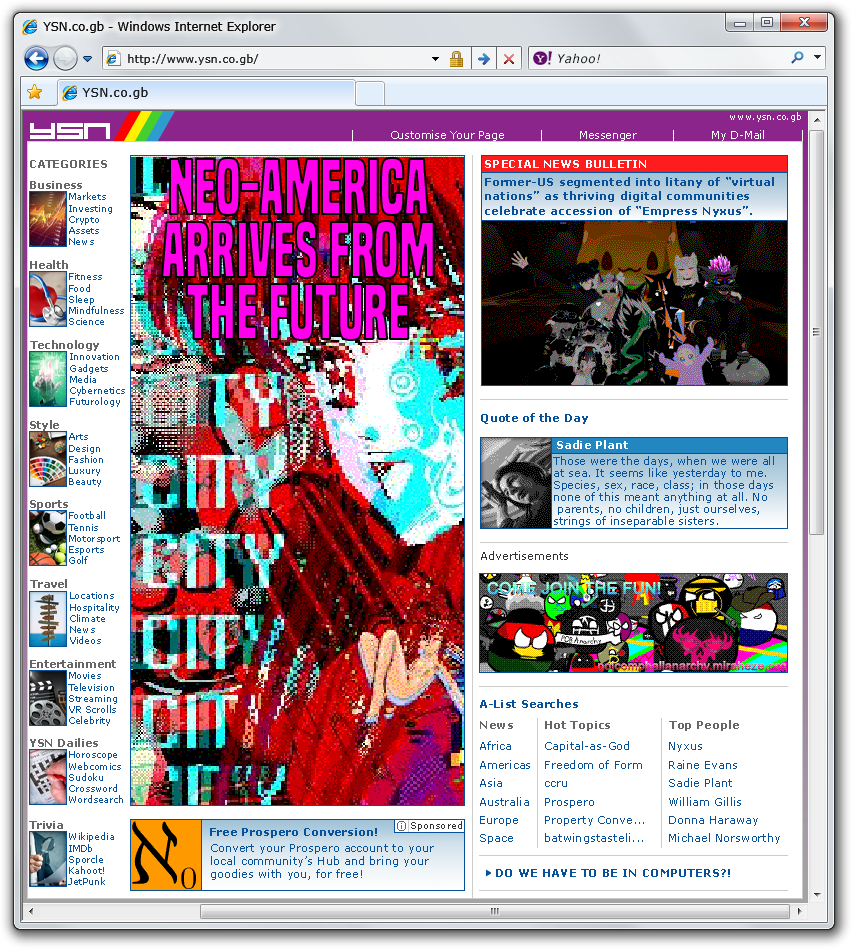 YSN.co.gb - Windows Internet Explorer
http://www.ysn.co.gb/
Yahoo!
YSN.co.gb
www.ysn.co.gb
YSN
Customise Your Page
Messenger
My D-Mail
CATEGORIES
Business
Markets
Investing
Crypto
Assets
News
Health
Fitness
Food
Sleep
Mindfulness
Science
Technology
Innovation
Gadgets
Media
Cybernetics
Futurology
Style
Arts
Design
Fashion
Luxury
Beauty
Sports
Football
Tennis
Motorsport
Esports
Golf
Travel
Locations
Hospitality
Climate
News
Videos
Entertainment
Movies
Television
Streaming
VR Scrolls
Celebrity
YSN Dailies
Horoscope
Webcomics
Sudoku
Crossword
Wordsearch
Trivia
Wikipedia
IMDb
Sporcle
Kahoot!
JetPunk
NEO-AMERICA
ARRIVES FROM
THE FUTURE
CITY
CITY
CITY
CITY
CIT
ⓘ Sponsored
ℵ0
Free Prospero Conversion!
Convert your Prospero account to your
local community's Hub and bring your
goodies with you, for free!
SPECIAL NEWS BULLETIN
Former-US segmented into litany of "virtual
nations" as thriving digital communities
celebrate accession of "Empress Nyxus".
Quote of the Day
Sadie Plant
Those were the days, when we were all
at sea. It seems like yesterday to me.
Species, sex, race, class; in those days
none of this meant anything at all. No
parents, no children, just ourselves,
strings of inseparable sisters.
Advertisements
COME JOIN THE FUN!
PCB Anarchy
polcompballanarchy.miraheze.org
A-List Searches
News
Hot Topics
Top People
Africa
Capital-as-God
Nyxus
Americas
Freedom of Form
Raine Evans
Asia
ccru
Sadie Plant
Australia
Prospero
William Gillis
Europe
Property Conve...
Donna Haraway
Space
batwingstasteli...
Michael Norsworthy
DO WE HAVE TO BE IN COMPUTERS?!